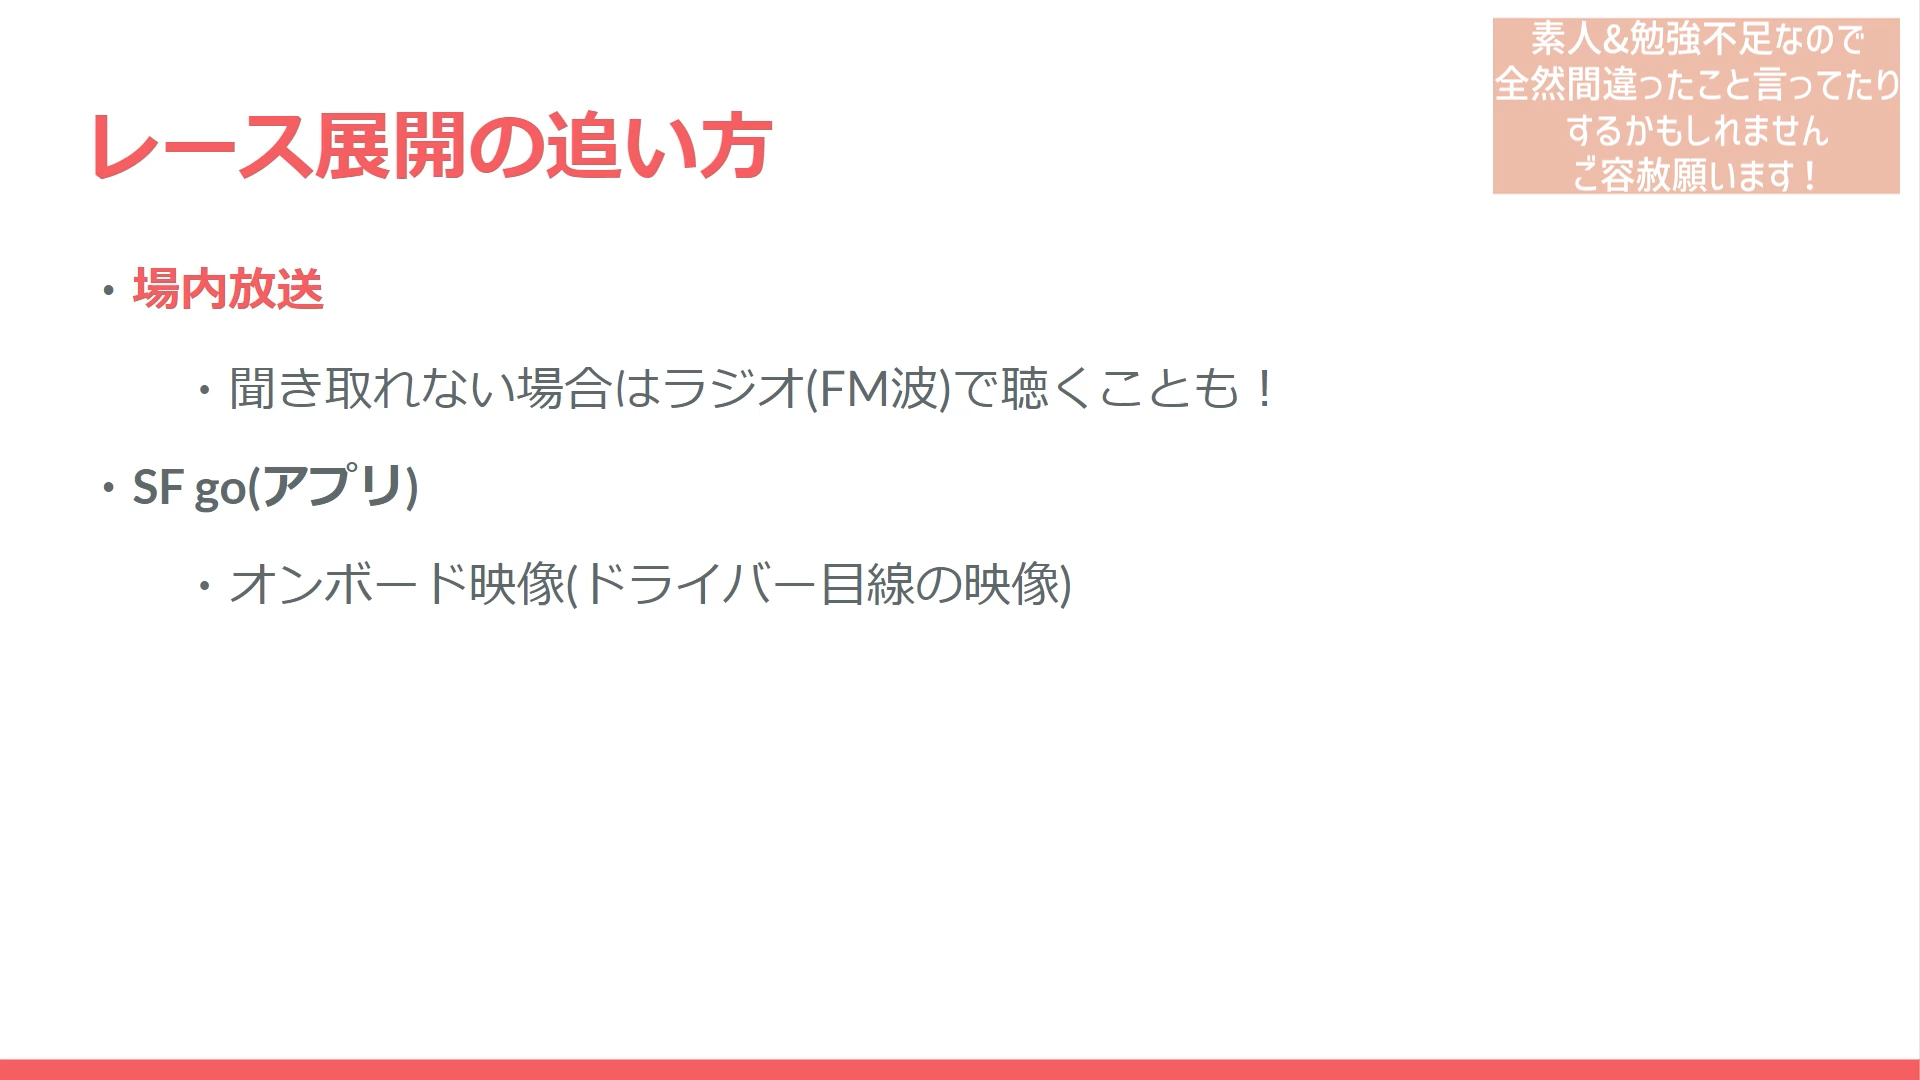 素人&勉強不足なので
全然間違ったこと言ってたり
するかもしれません
ご容赦願います！
レース展開の追い方
・場内放送
・聞き取れない場合はラジオ(FM波)で聴くことも！
・SF go(アプリ)
・オンボード映像(ドライバー目線の映像)